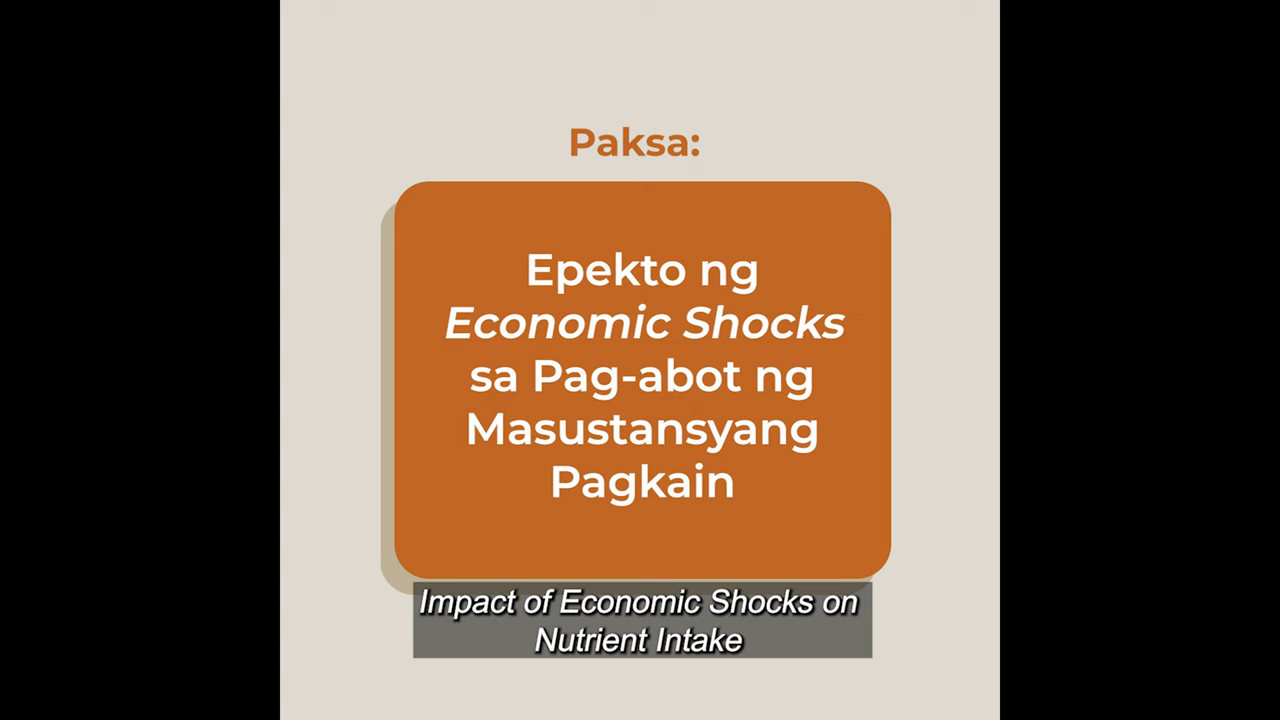 Paksa:
Epekto ng
Economic Shocks
sa Pag-abot ng
Masustansyang
Pagkain
Impact of Economic Shocks on
Nutrient Intake